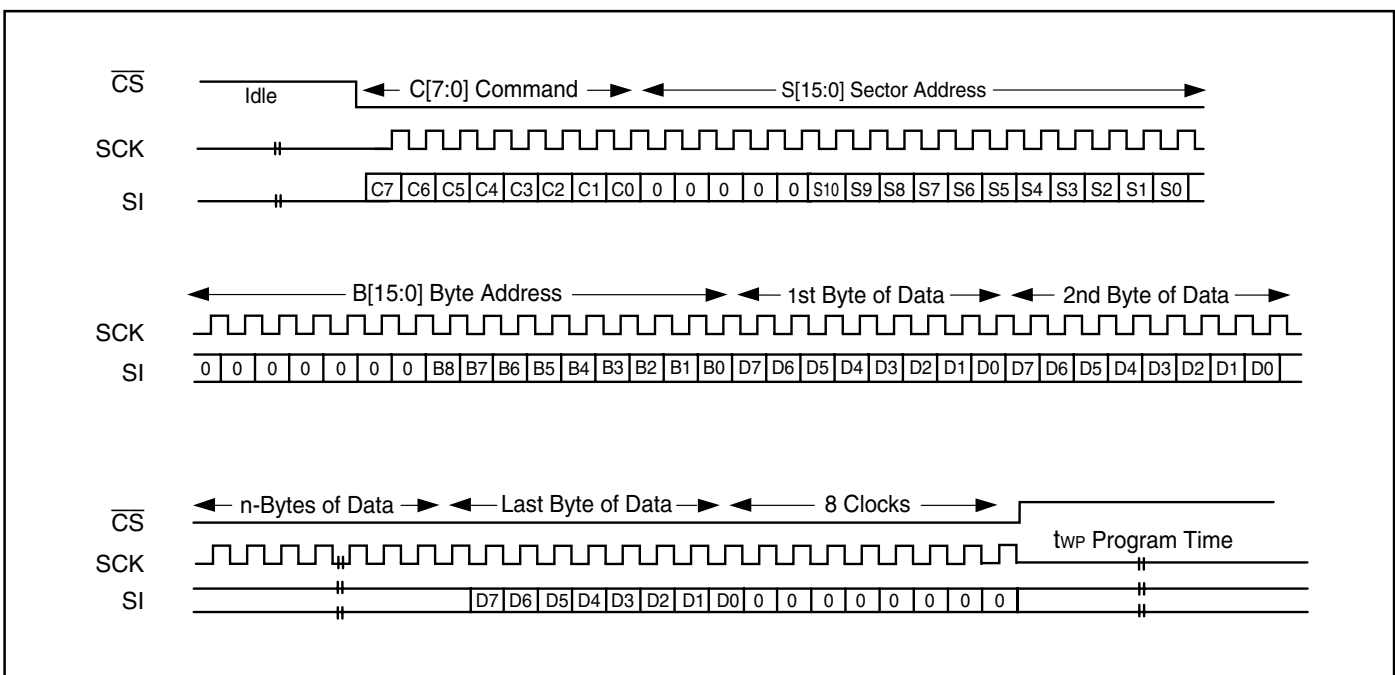 CS Idle C[7:0] Command S[15:0] Sector Address
SCK
SI C7 C6 C5 C4 C3 C2 C1 C0 0 0 0 0 0 S10 S9 S8 S7 S6 S5 S4 S3 S2 S1 S0
B[15:0] Byte Address 1st Byte of Data 2nd Byte of Data
SCK
SI 0 0 0 0 0 0 0 B8 B7 B6 B5 B4 B3 B2 B1 B0 D7 D6 D5 D4 D3 D2 D1 D0 D7 D6 D5 D4 D3 D2 D1 D0
n-Bytes of Data Last Byte of Data 8 Clocks
CS
SCK tWP Program Time
SI D7 D6 D5 D4 D3 D2 D1 D0 0 0 0 0 0 0 0 0